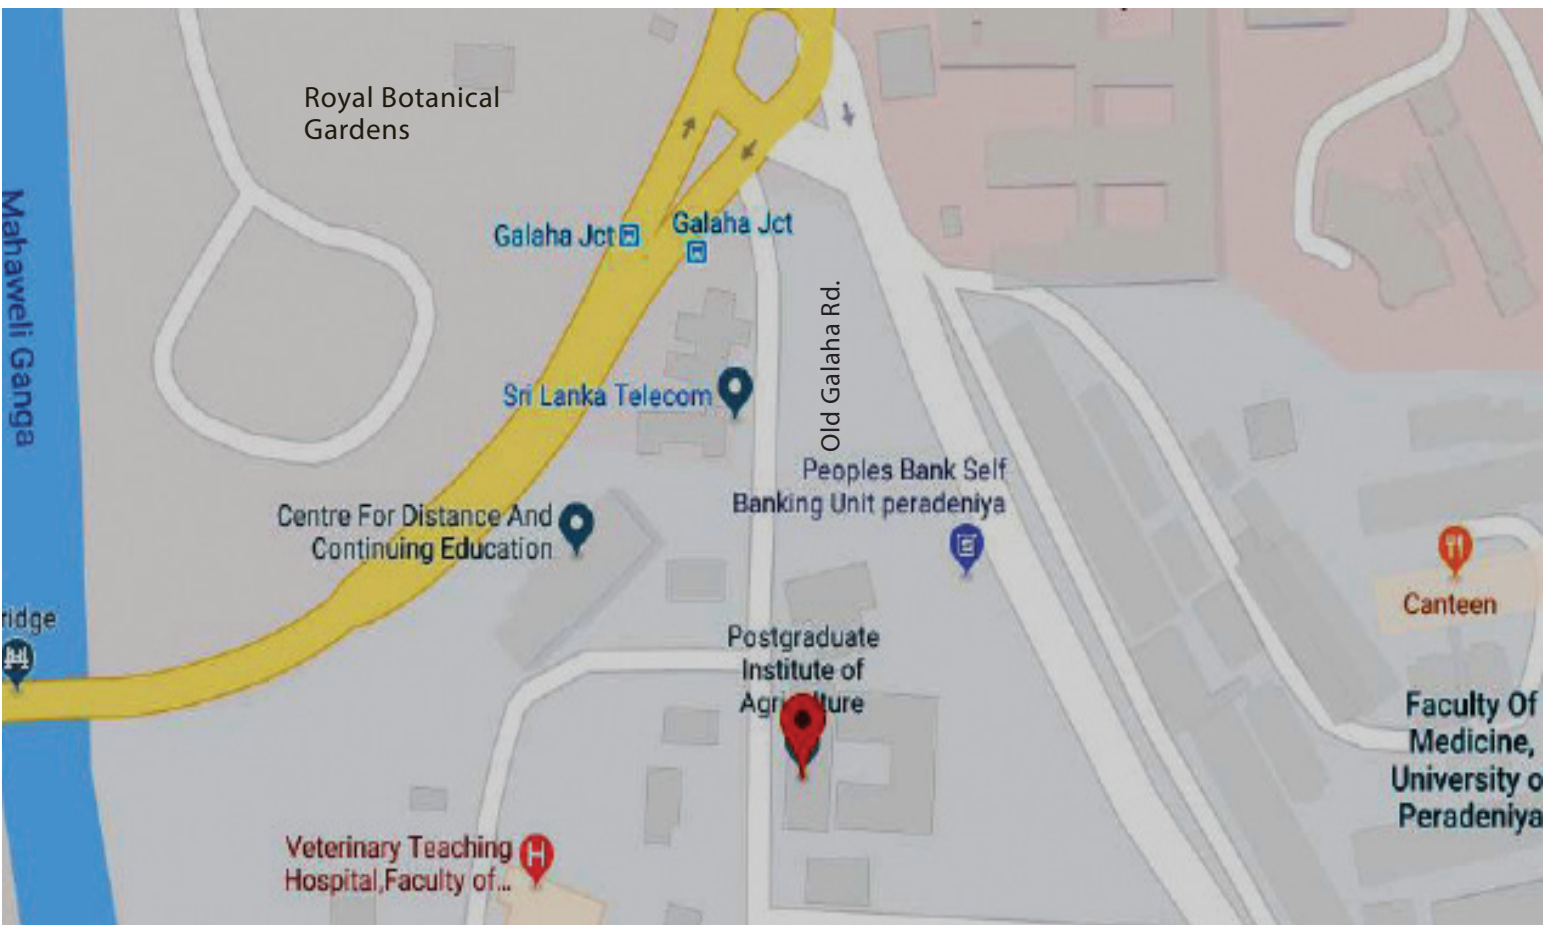 Royal Botanical
Gardens
Mahaweli Ganga
Galaha Jct
Galaha Jct
Old Galaha Rd.
Sri Lanka Telecom
Peoples Bank Self
Banking Unit peradeniya
Centre For Distance And
Continuing Education
ridge
Canteen
Postgraduate
Institute of
Faculty Of
Medicine,
University o
Peradeniya
Veterinary Teaching
Hospital,Faculty of...
H